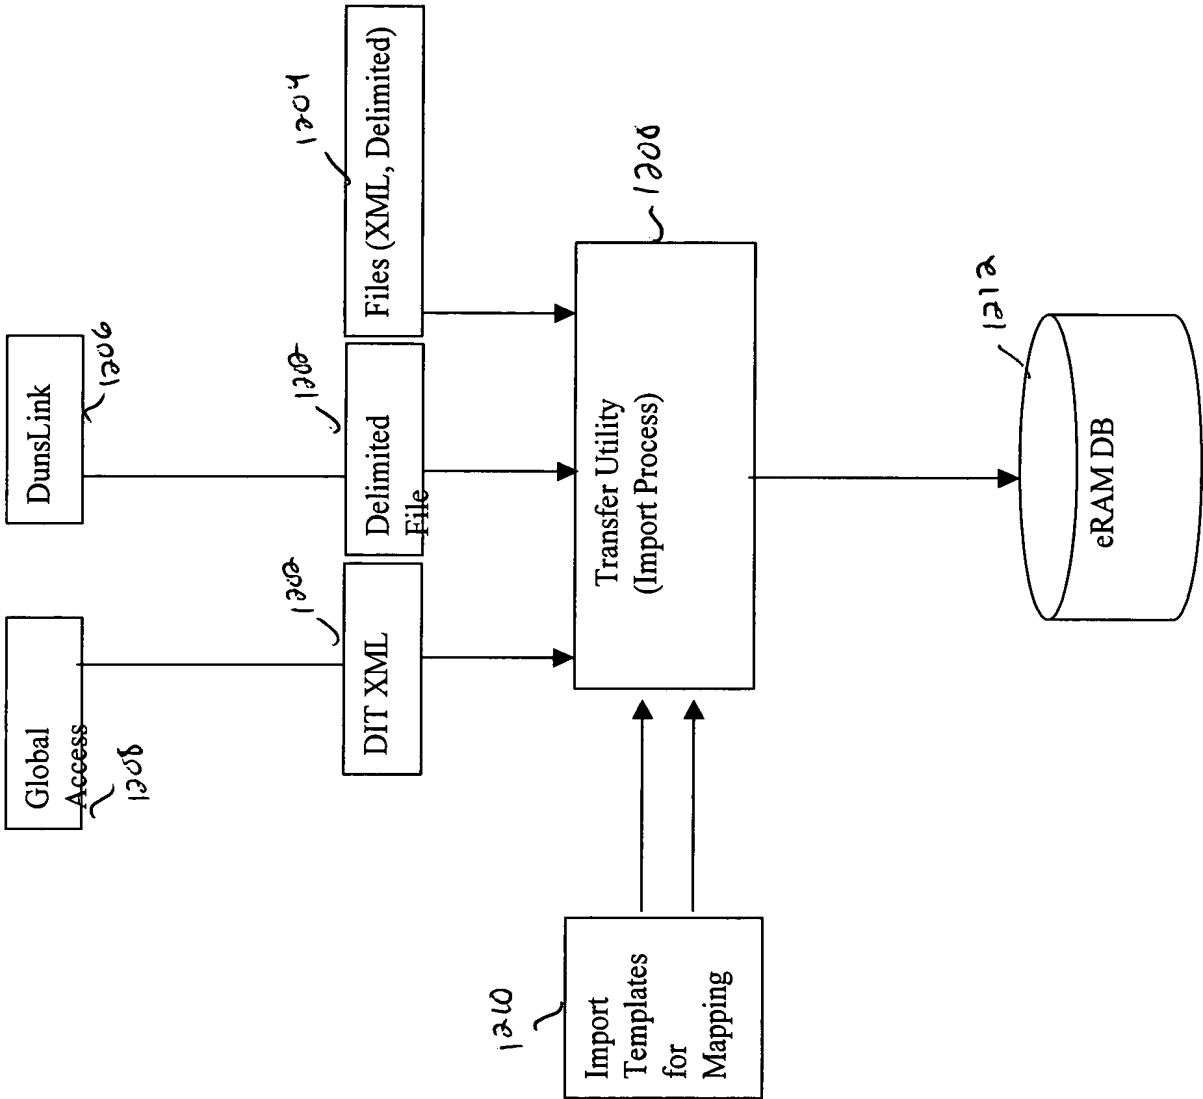 Global
Access
1208
DunsLink
1206
DIT XML
1202
Delimited
File
1202
Files (XML, Delimited)
1204
Import
Templates
for
Mapping
1210
Transfer Utility
(Import Process)
1200
eRAM DB
1212